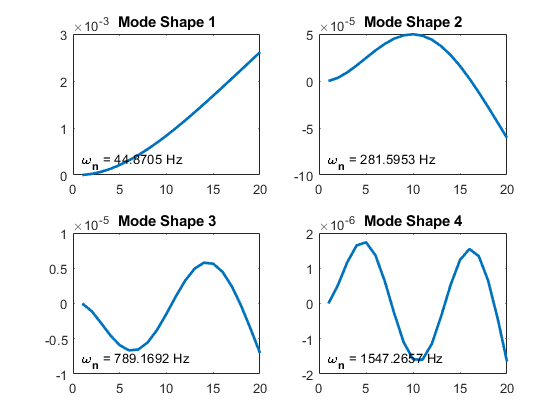 Mode Shape 1
×10-3
3
2
1
0
ωn = 44.8705 Hz
0 5 10 15 20
Mode Shape 2
×10-5
5
0
-5
-10
ωn = 281.5953 Hz
0 5 10 15 20
Mode Shape 3
×10-5
1
0.5
0
-0.5
-1
ωn = 789.1692 Hz
0 5 10 15 20
Mode Shape 4
×10-6
2
1
0
-1
-2
ωn = 1547.2657 Hz
0 5 10 15 20